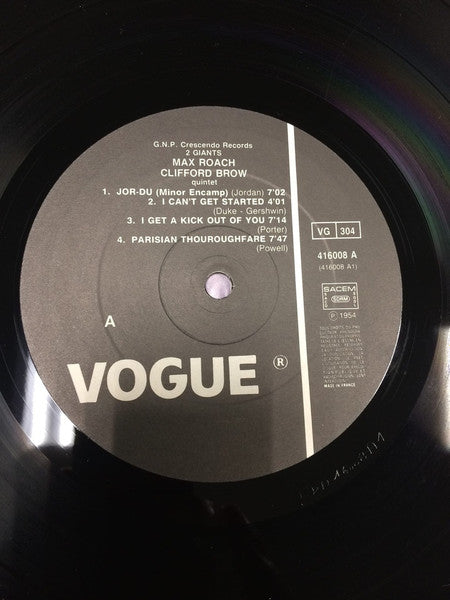 G.N.P. Crescendo Records
2 GIANTS
MAX ROACH
CLIFFORD BROW
quintet
1. JOR-DU (Minor Encamp) (Jordan) 7'02
2. I CAN'T GET STARTED 4'01
(Duke - Gershwin)
3. I GET A KICK OUT OF YOU 7'14
(Porter)
4. PARISIAN THOUROUGHFARE 7'47
(Powell)
VG 304
416008 A
(416008 A1)
SACEM
SDRM
℗ 1954
A
VOGUE ®
MADE IN FRANCE